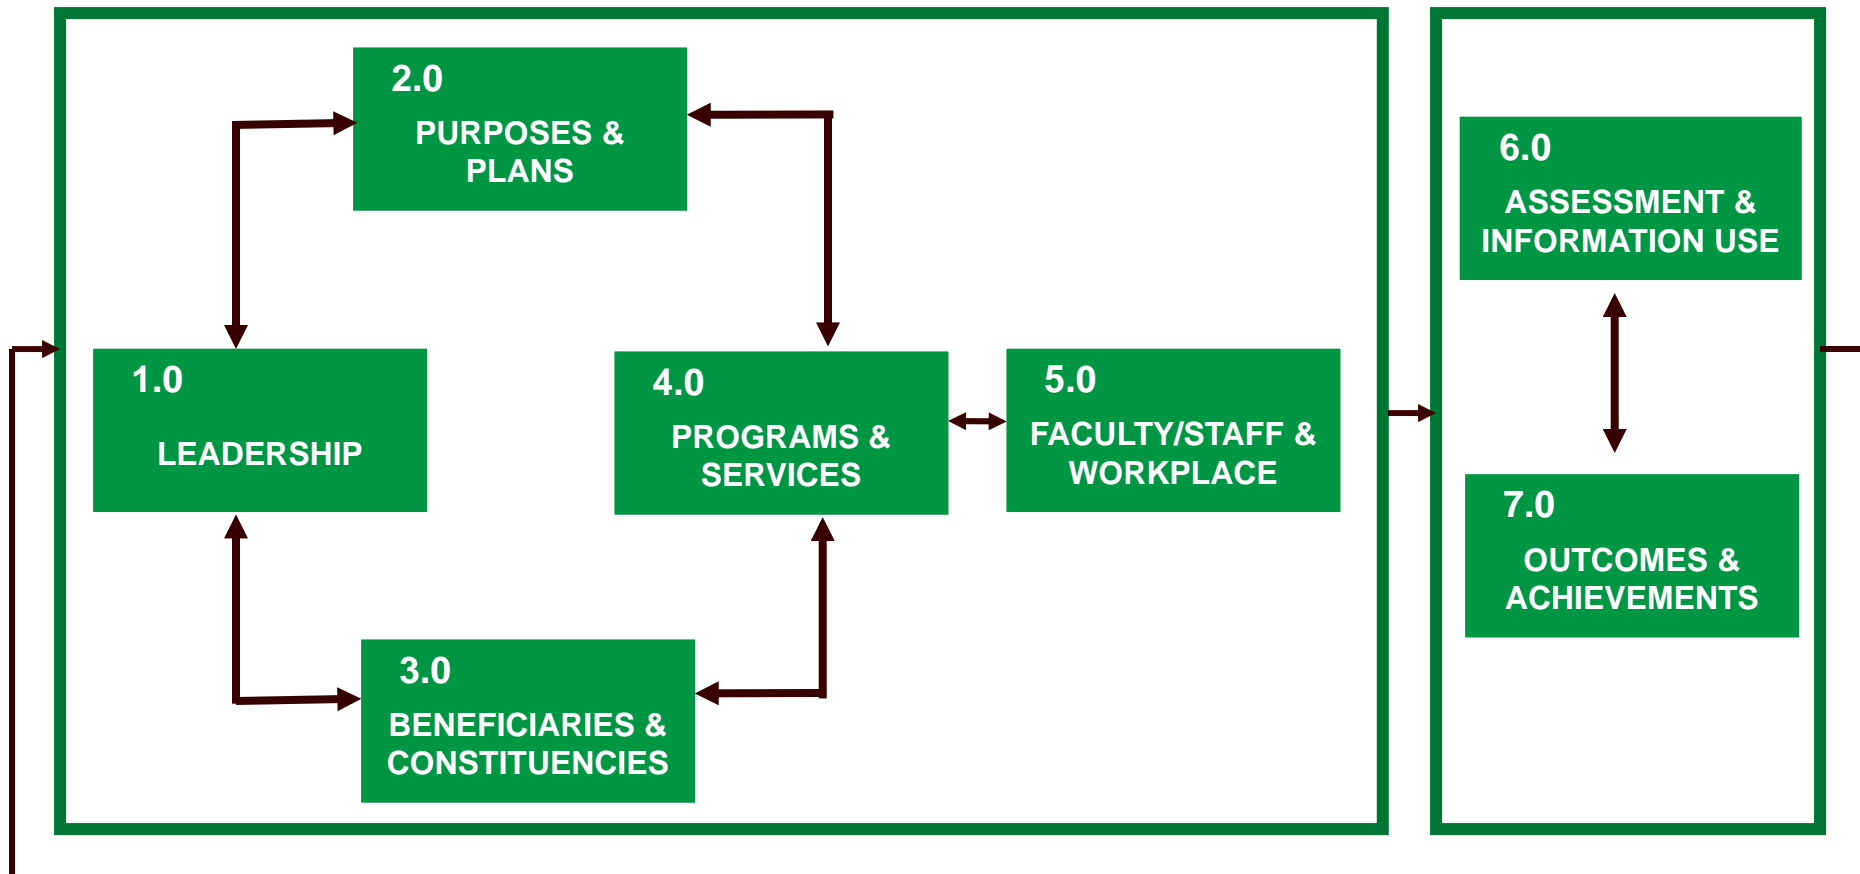 2.0
PURPOSES &
PLANS
1.0
LEADERSHIP
4.0
PROGRAMS &
SERVICES
5.0
FACULTY/STAFF &
WORKPLACE
3.0
BENEFICIARIES &
CONSTITUENCIES
6.0
ASSESSMENT &
INFORMATION USE
7.0
OUTCOMES &
ACHIEVEMENTS